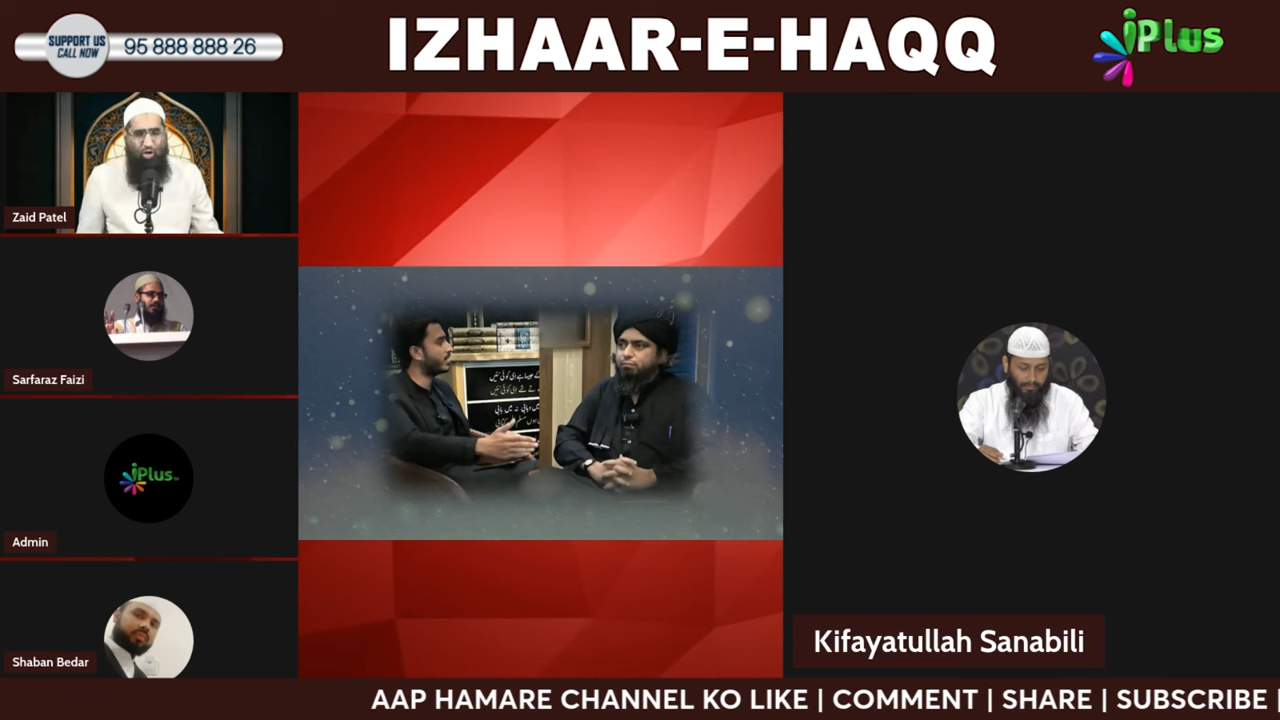 SUPPORT US
CALL NOW
95 888 888 26
IZHAAR-E-HAQQ
iPlus
Zaid Patel
Sarfaraz Faizi
iPlus
Admin
Shaban Bedar
Kifayatullah Sanabili
AAP HAMARE CHANNEL KO LIKE | COMMENT | SHARE | SUBSCRIBE